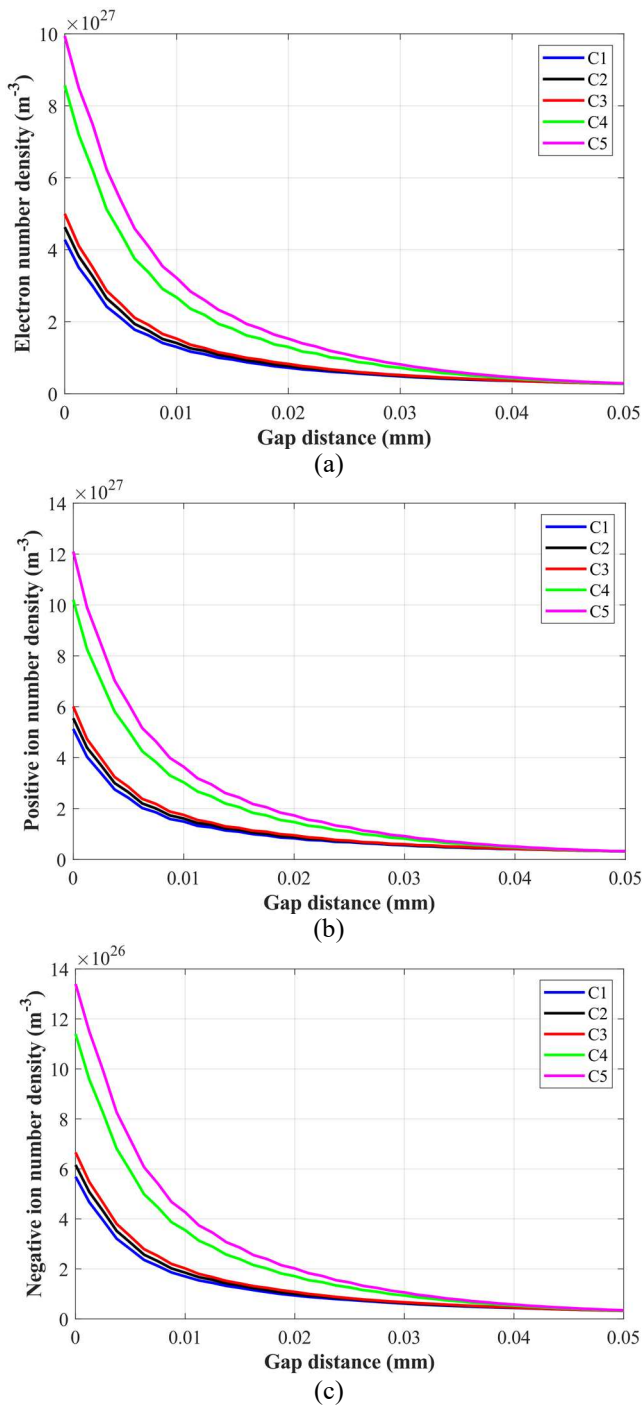 ×10^27
10
8
6
4
2
0
Electron number density (m^-3)
C1
C2
C3
C4
C5
0 0.01 0.02 0.03 0.04 0.05
Gap distance (mm)
(a)
×10^27
14
12
10
8
6
4
2
0
Positive ion number density (m^-3)
C1
C2
C3
C4
C5
0 0.01 0.02 0.03 0.04 0.05
Gap distance (mm)
(b)
×10^26
14
12
10
8
6
4
2
0
Negative ion number density (m^-3)
C1
C2
C3
C4
C5
0 0.01 0.02 0.03 0.04 0.05
Gap distance (mm)
(c)